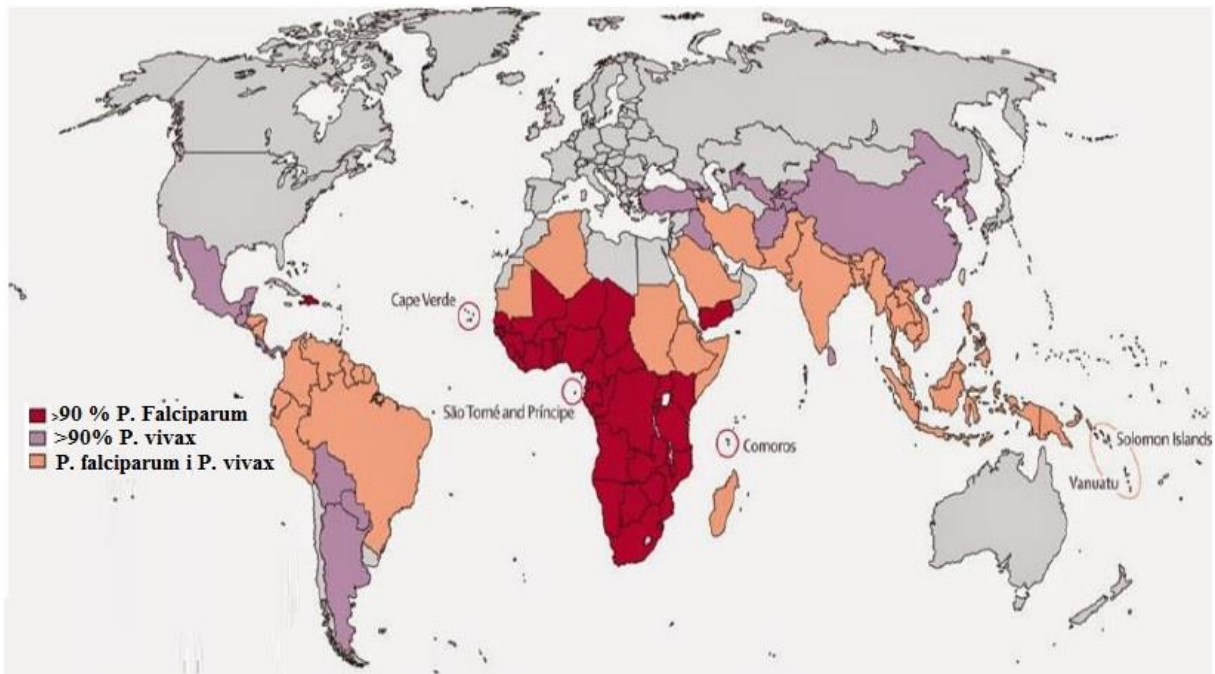 Cape Verde
São Tomé and Príncipe
Comoros
Solomon Islands
Vanuatu
>90 % P. Falciparum
>90% P. vivax
P. falciparum i P. vivax